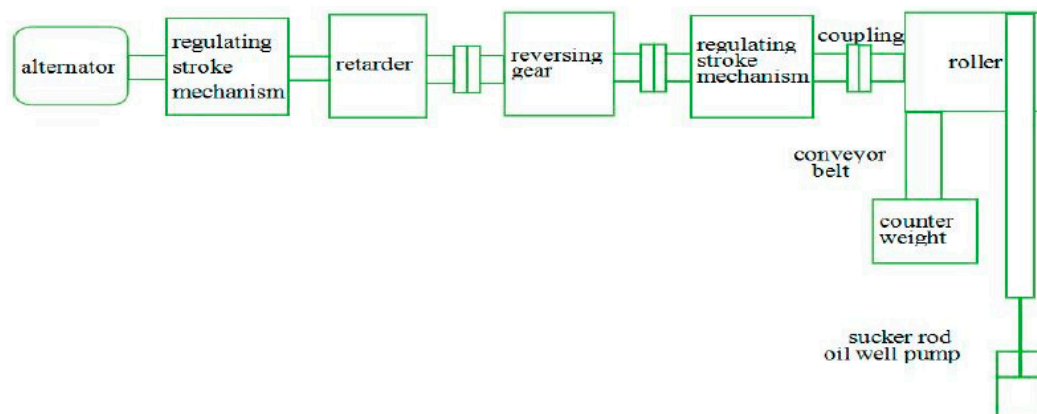 alternator
regulating
stroke
mechanism
retarder
reversing
gear
regulating
stroke
mechanism
coupling
roller
conveyor
belt
counter
weight
sucker rod
oil well pump